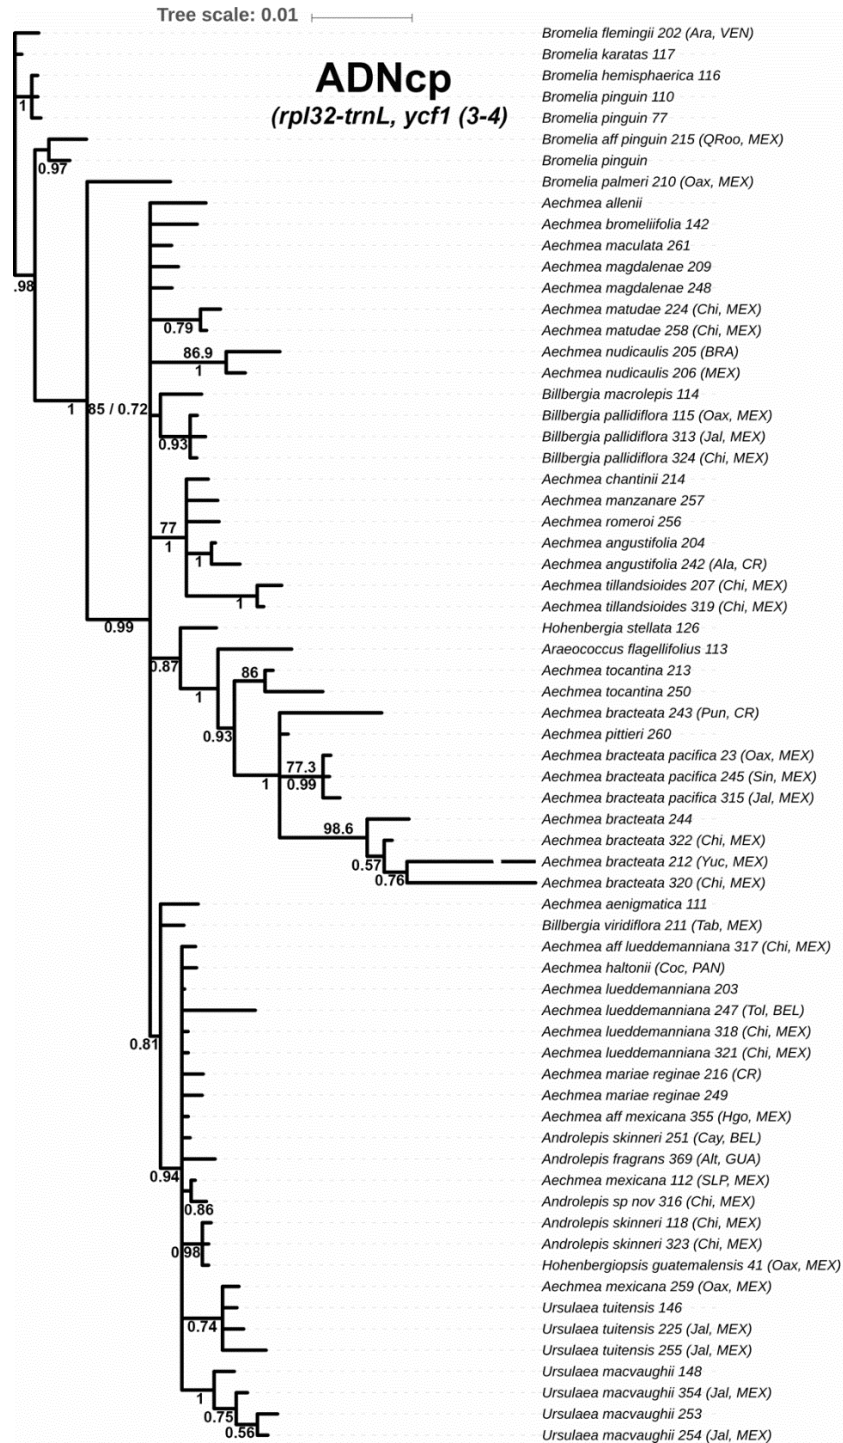 Tree scale: 0.01
ADNcp
(rpl32-trnL, ycf1 (3-4)
Bromelia flemingii 202 (Ara, VEN)
Bromelia karatas 117
Bromelia hemisphaerica 116
Bromelia pinguin 110
1
Bromelia pinguin 77
Bromelia aff pinguin 215 (QRoo, MEX)
Bromelia pinguin
0.97
Bromelia palmeri 210 (Oax, MEX)
Aechmea allenii
Aechmea bromeliifolia 142
Aechmea maculata 261
Aechmea magdalenae 209
.98
Aechmea magdalenae 248
Aechmea matudae 224 (Chi, MEX)
0.79
Aechmea matudae 258 (Chi, MEX)
86.9
Aechmea nudicaulis 205 (BRA)
1
Aechmea nudicaulis 206 (MEX)
Billbergia macrolepis 114
1
85 / 0.72
Billbergia pallidiflora 115 (Oax, MEX)
Billbergia pallidiflora 313 (Jal, MEX)
0.93
Billbergia pallidiflora 324 (Chi, MEX)
Aechmea chantinii 214
Aechmea manzanare 257
Aechmea romeroi 256
77
1
Aechmea angustifolia 204
1
Aechmea angustifolia 242 (Ala, CR)
Aechmea tillandsioides 207 (Chi, MEX)
1
Aechmea tillandsioides 319 (Chi, MEX)
0.99
Hohenbergia stellata 126
Araeococcus flagellifolius 113
0.87
86
Aechmea tocantina 213
1
Aechmea tocantina 250
Aechmea bracteata 243 (Pun, CR)
0.93
Aechmea pittieri 260
Aechmea bracteata pacifica 23 (Oax, MEX)
77.3
Aechmea bracteata pacifica 245 (Sin, MEX)
1
0.99
Aechmea bracteata pacifica 315 (Jal, MEX)
Aechmea bracteata 244
98.6
Aechmea bracteata 322 (Chi, MEX)
0.57
Aechmea bracteata 212 (Yuc, MEX)
0.76
Aechmea bracteata 320 (Chi, MEX)
Aechmea aenigmatica 111
Billbergia viridiflora 211 (Tab, MEX)
Aechmea aff lueddemanniana 317 (Chi, MEX)
Aechmea haltonii (Coc, PAN)
Aechmea lueddemanniana 203
Aechmea lueddemanniana 247 (Tol, BEL)
Aechmea lueddemanniana 318 (Chi, MEX)
0.81
Aechmea lueddemanniana 321 (Chi, MEX)
Aechmea mariae reginae 216 (CR)
Aechmea mariae reginae 249
Aechmea aff mexicana 355 (Hgo, MEX)
Androlepis skinneri 251 (Cay, BEL)
Androlepis fragrans 369 (Alt, GUA)
0.94
Aechmea mexicana 112 (SLP, MEX)
Androlepis sp nov 316 (Chi, MEX)
0.86
Androlepis skinneri 118 (Chi, MEX)
0.98
Androlepis skinneri 323 (Chi, MEX)
Hohenbergiopsis guatemalensis 41 (Oax, MEX)
Aechmea mexicana 259 (Oax, MEX)
Ursulaea tuitensis 146
0.74
Ursulaea tuitensis 225 (Jal, MEX)
Ursulaea tuitensis 255 (Jal, MEX)
Ursulaea macvaughii 148
1
Ursulaea macvaughii 354 (Jal, MEX)
0.75
Ursulaea macvaughii 253
0.56
Ursulaea macvaughii 254 (Jal, MEX)